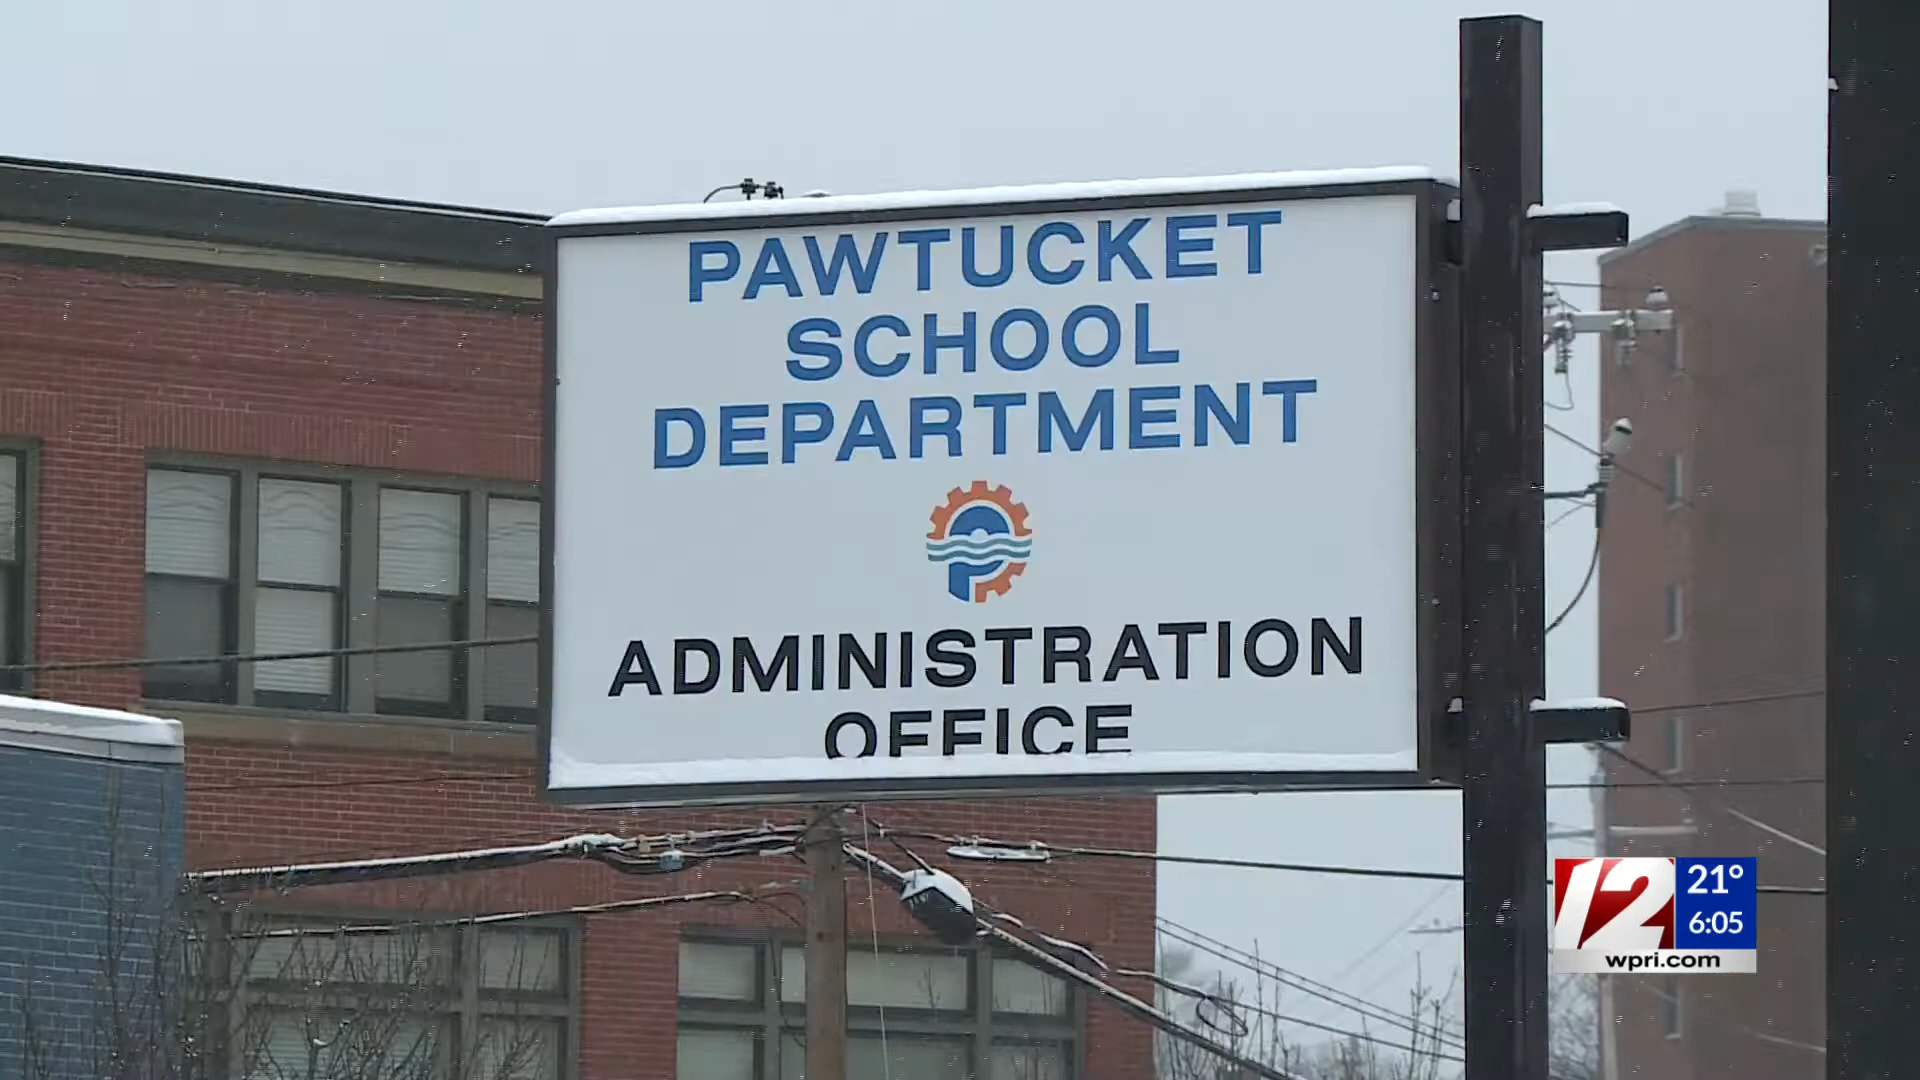 PAWTUCKET
SCHOOL
DEPARTMENT
ADMINISTRATION
OFFICE
12
21°
6:05
wpri.com